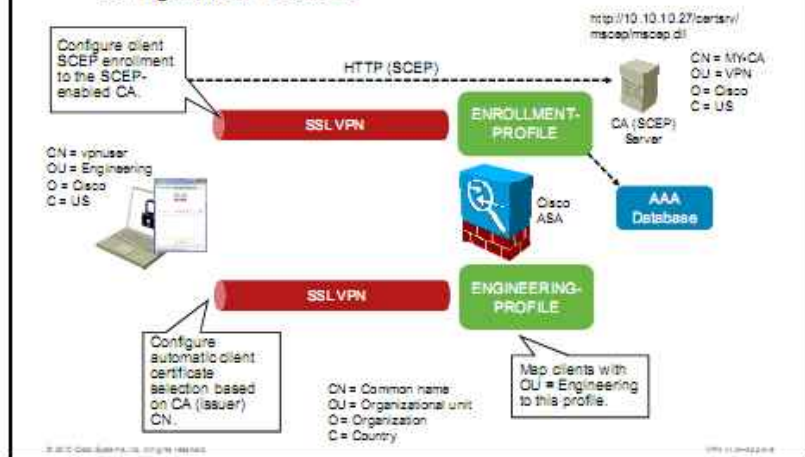 http://10.10.10.27/certsrv/
mscep/mscep.dll
Configure client
SCEP enrollment
to the SCEP-
enabled CA.
HTTP (SCEP)
CN = MY-CA
OU = VPN
O = Cisco
C = US
SSL VPN
ENROLLMENT-
PROFILE
CA (SCEP)
Server
CN = vpnuser
OU = Engineering
O = Cisco
C = US
Cisco
ASA
AAA
Database
SSL VPN
ENGINEERING-
PROFILE
Configure
automatic client
certificate
selection based
on CA (issuer)
CN.
CN = Common name
OU = Organizational unit
O = Organization
C = Country
Map clients with
OU = Engineering
to this profile.